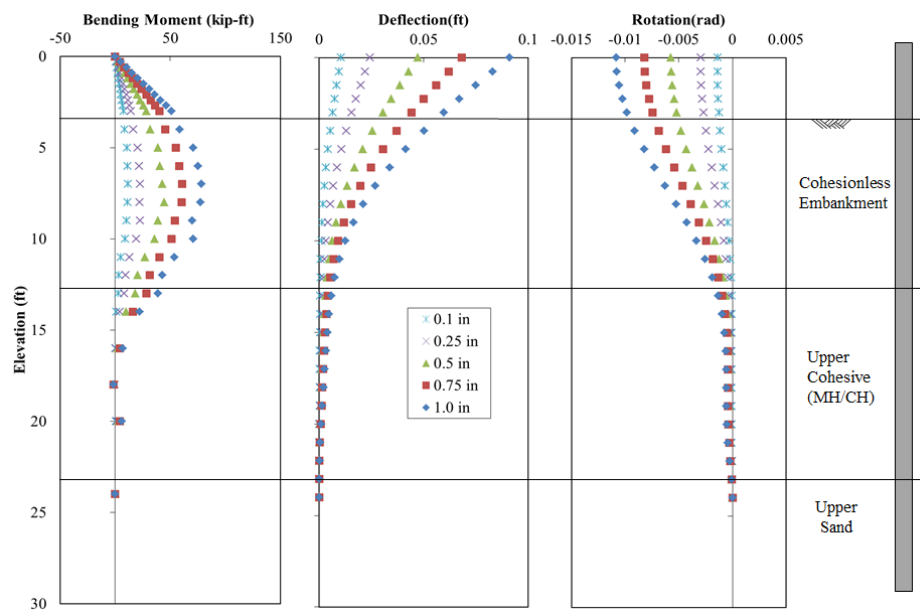 Bending Moment (kip-ft)
-50 50 150
Deflection(ft)
0 0.05 0.1
Rotation(rad)
-0.015 -0.01 -0.005 0 0.005
Elevation (ft)
0
5
10
15
20
25
30
0.1 in
0.25 in
0.5 in
0.75 in
1.0 in
Cohesionless
Embankment
Upper
Cohesive
(MH/CH)
Upper
Sand